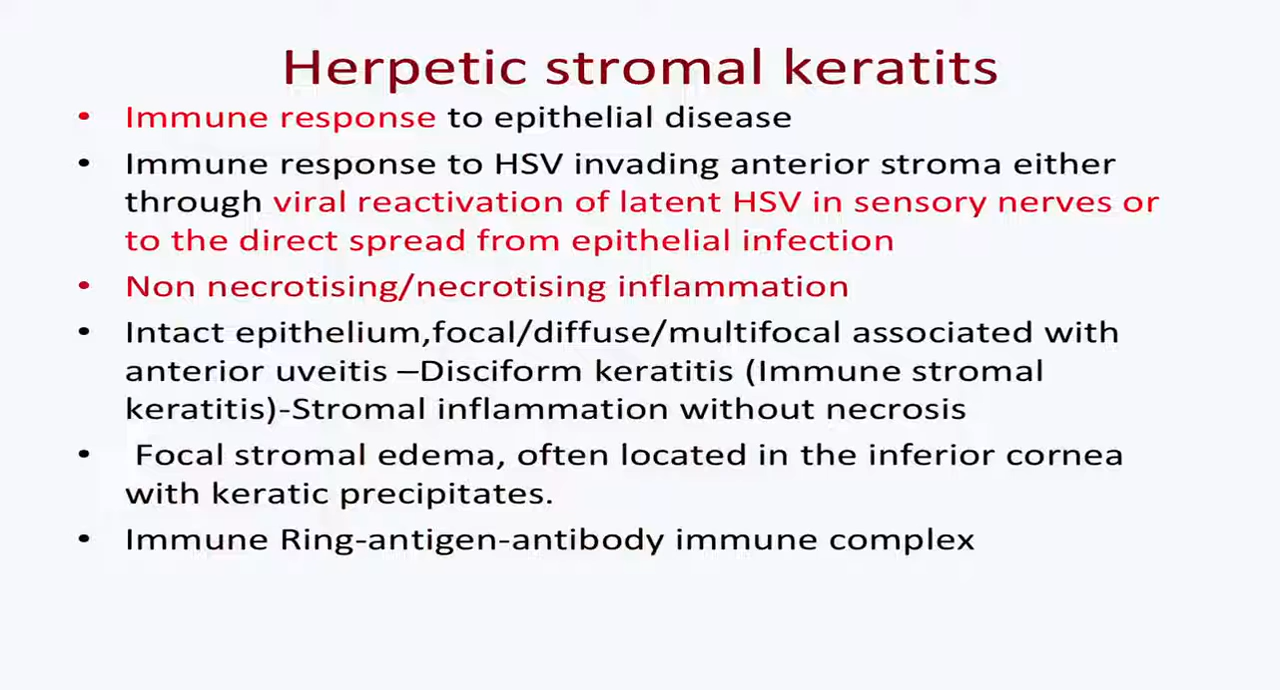 Herpetic stromal keratits
• Immune response to epithelial disease
• Immune response to HSV invading anterior stroma either
through viral reactivation of latent HSV in sensory nerves or
to the direct spread from epithelial infection
• Non necrotising/necrotising inflammation
• Intact epithelium,focal/diffuse/multifocal associated with
anterior uveitis –Disciform keratitis (Immune stromal
keratitis)-Stromal inflammation without necrosis
• Focal stromal edema, often located in the inferior cornea
with keratic precipitates.
• Immune Ring-antigen-antibody immune complex